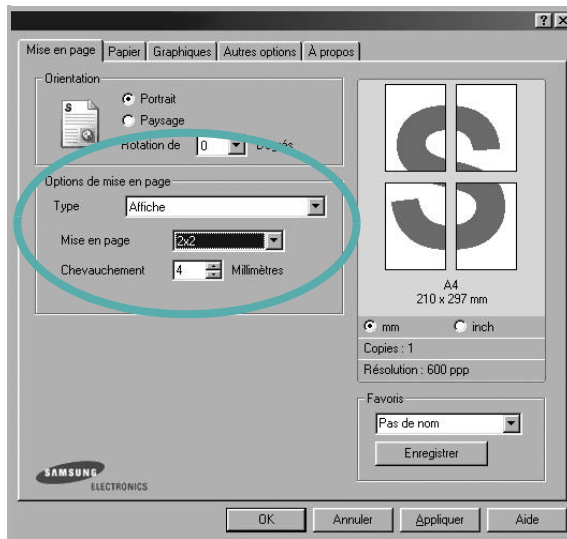 Mise en page Papier Graphiques Autres options À propos
Orientation
S
Portrait
Paysage
Rotation de 0 Degrés
Options de mise en page
Type Affiche
Mise en page 2x2
Chevauchement 4 Millimètres
S
A4
210 x 297 mm
mm inch
Copies : 1
Résolution : 600 ppp
Favoris
Pas de nom
Enregistrer
SAMSUNG
ELECTRONICS
OK Annuler Appliquer Aide